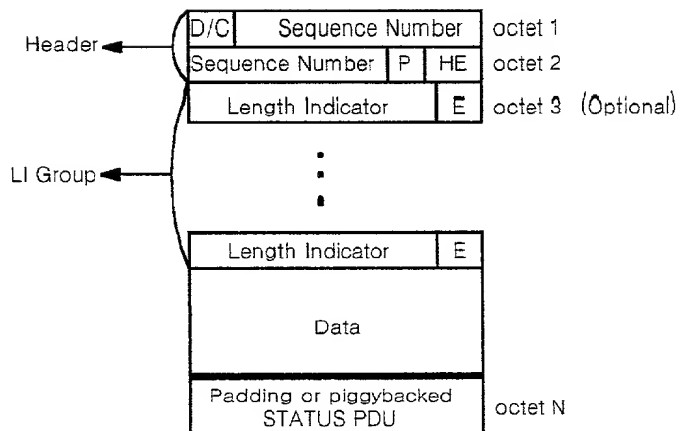 D/C Sequence Number octet 1
Header
Sequence Number P HE octet 2
Length Indicator E octet 3 (Optional)
LI Group
Length Indicator E
Data
Padding or piggybacked
STATUS PDU
octet N